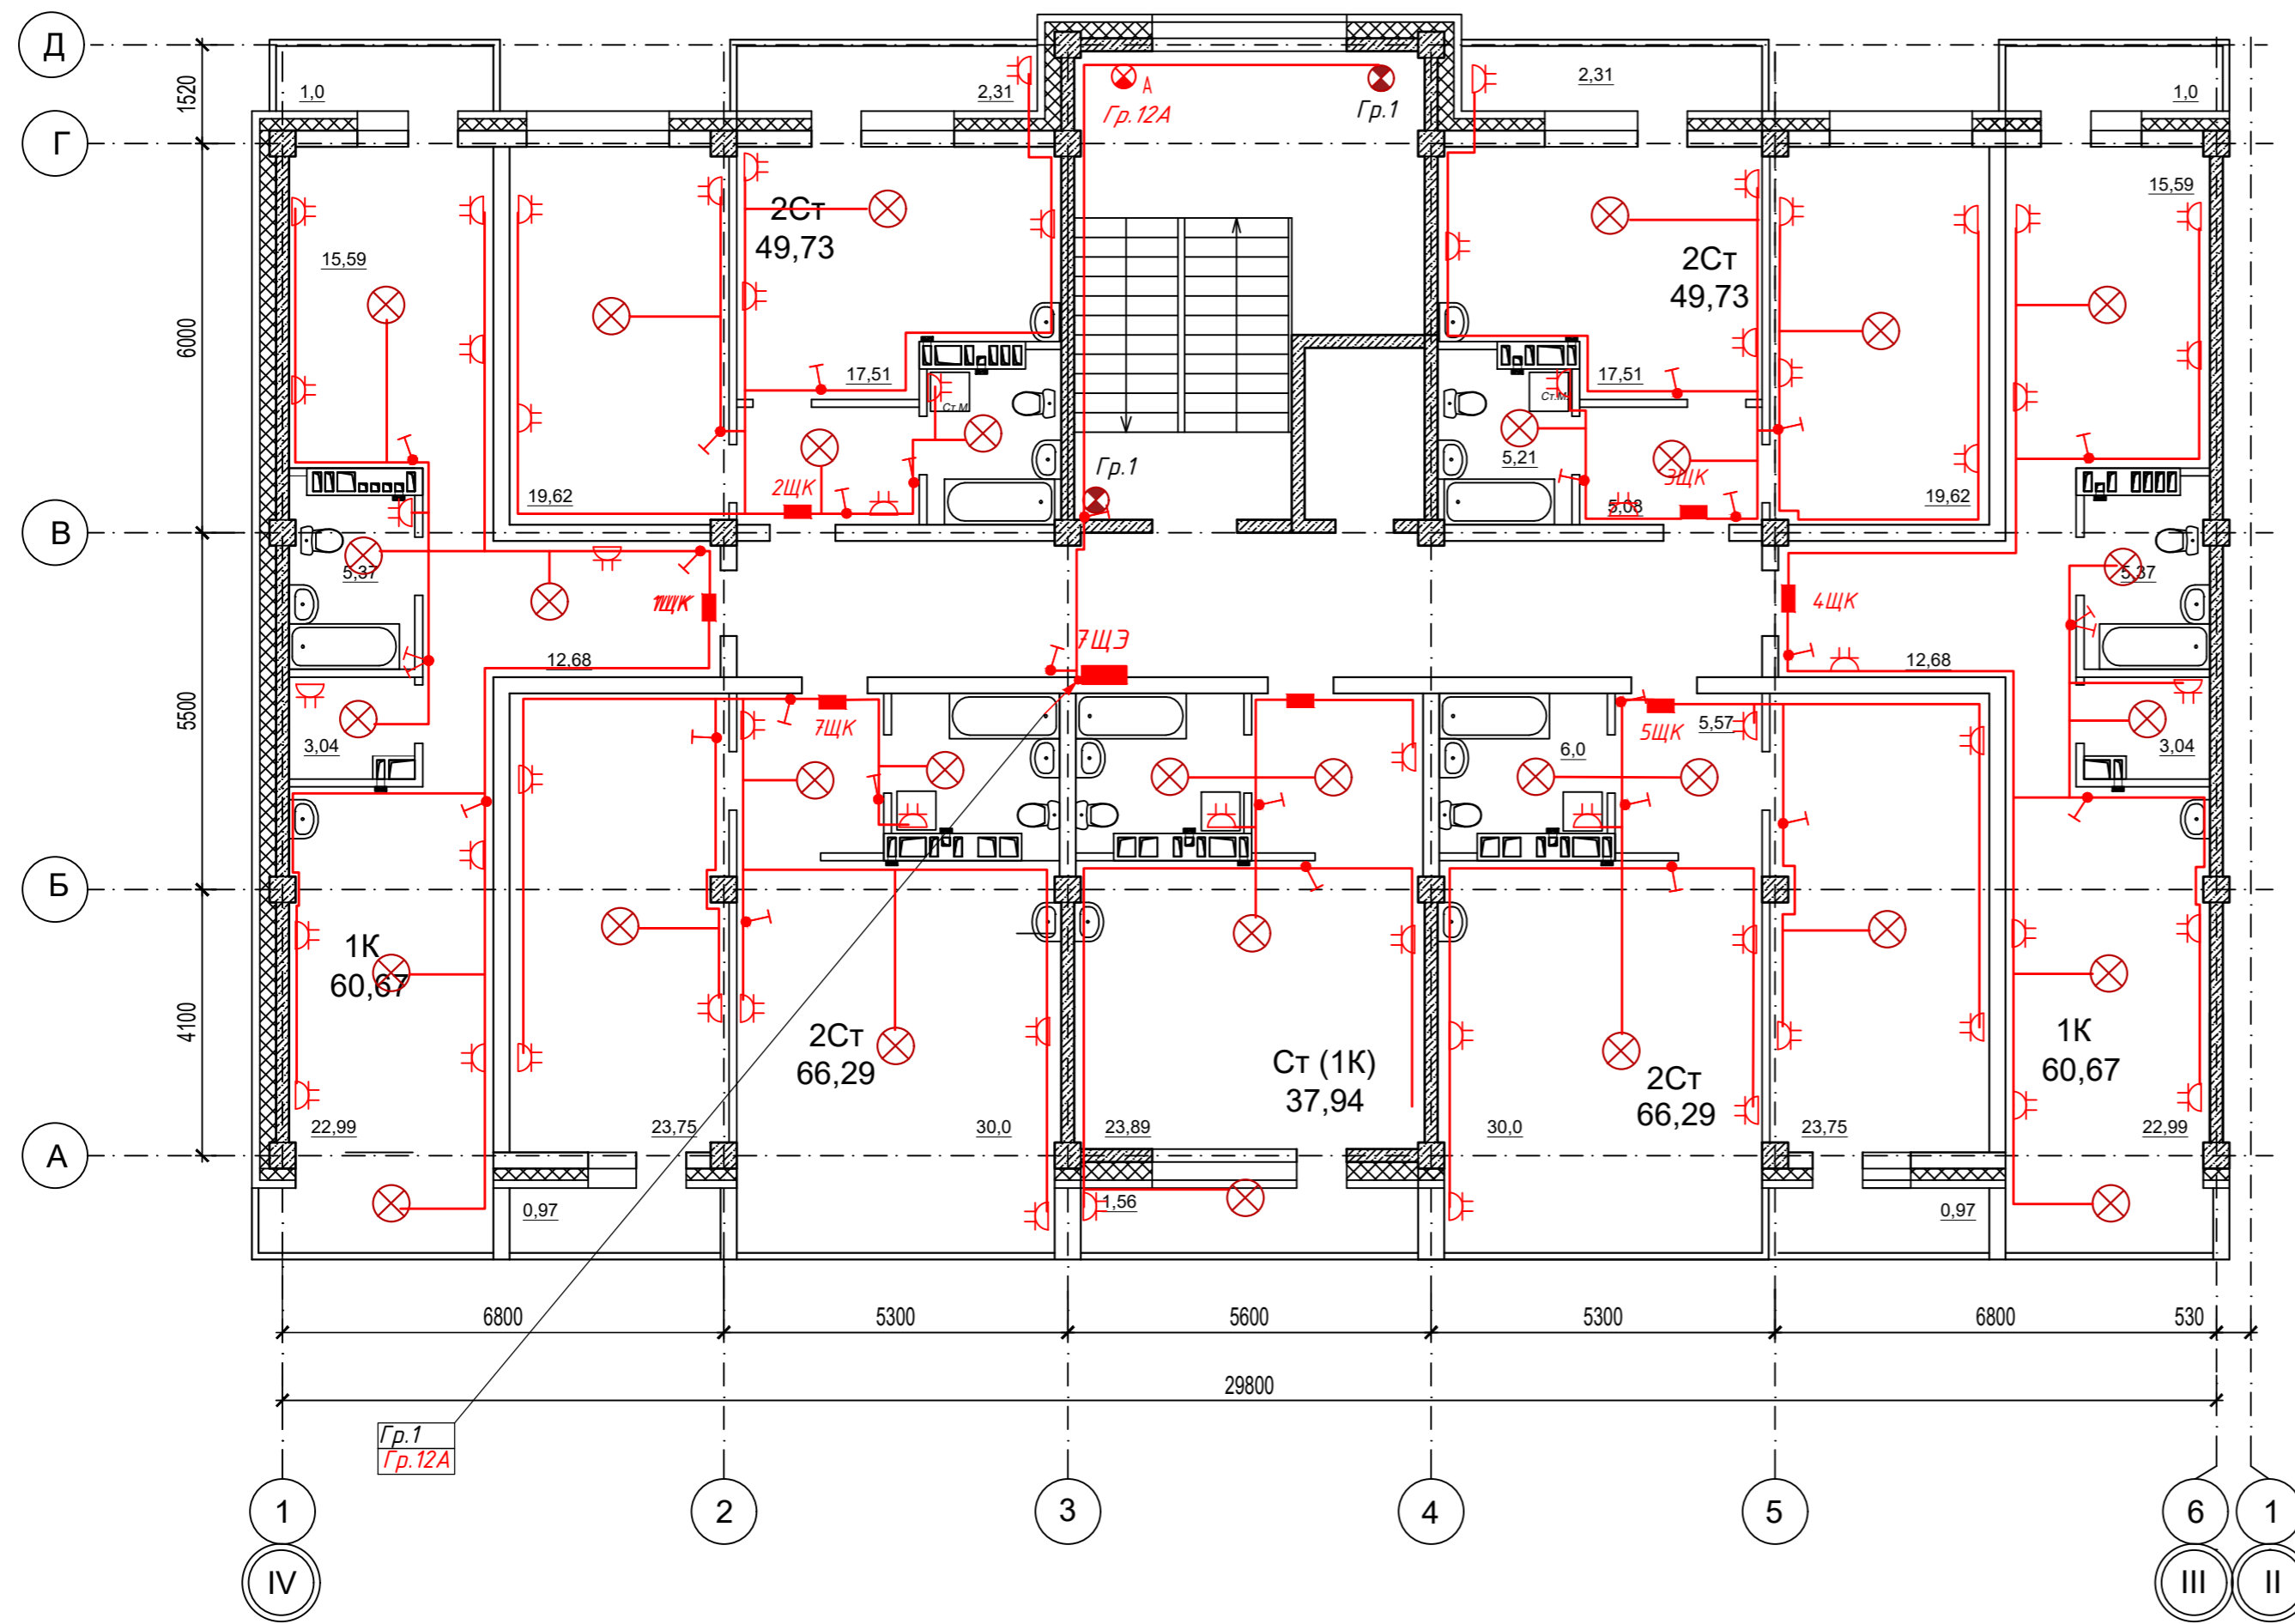 Д
1520
1,0
2,31
А
Гр.12А
Гр.1
2,31
1,0
Г
6000
15,59
2Ст
49,73
2Ст
49,73
15,59
17,51
Ст.М.
17,51
Ст.М.
19,62
2ЩК
Гр.1
5,21
3ЩК
5,08
19,62
В
5,37
1ЩК
4ЩК
5,37
5500
12,68
7ЩЭ
12,68
3,04
7ЩК
6,0
5ЩК
5,57
3,04
Б
4100
1К
60,67
2Ст
66,29
Ст (1К)
37,94
2Ст
66,29
1К
60,67
22,99
23,75
30,0
23,89
30,0
23,75
22,99
А
0,97
1,56
0,97
6800
5300
5600
5300
6800
530
29800
Гр.1
Гр.12А
1
2
3
4
5
6
1
IV
III
II